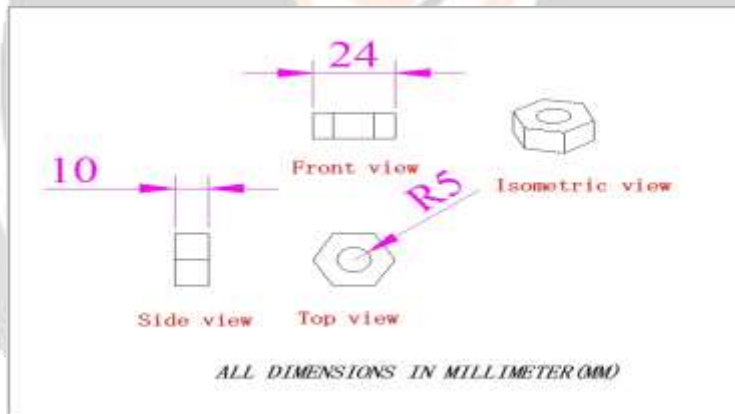 24
Front view
Isometric view
10
R5
Side view
Top view
ALL DIMENSIONS IN MILLIMETER(MM)